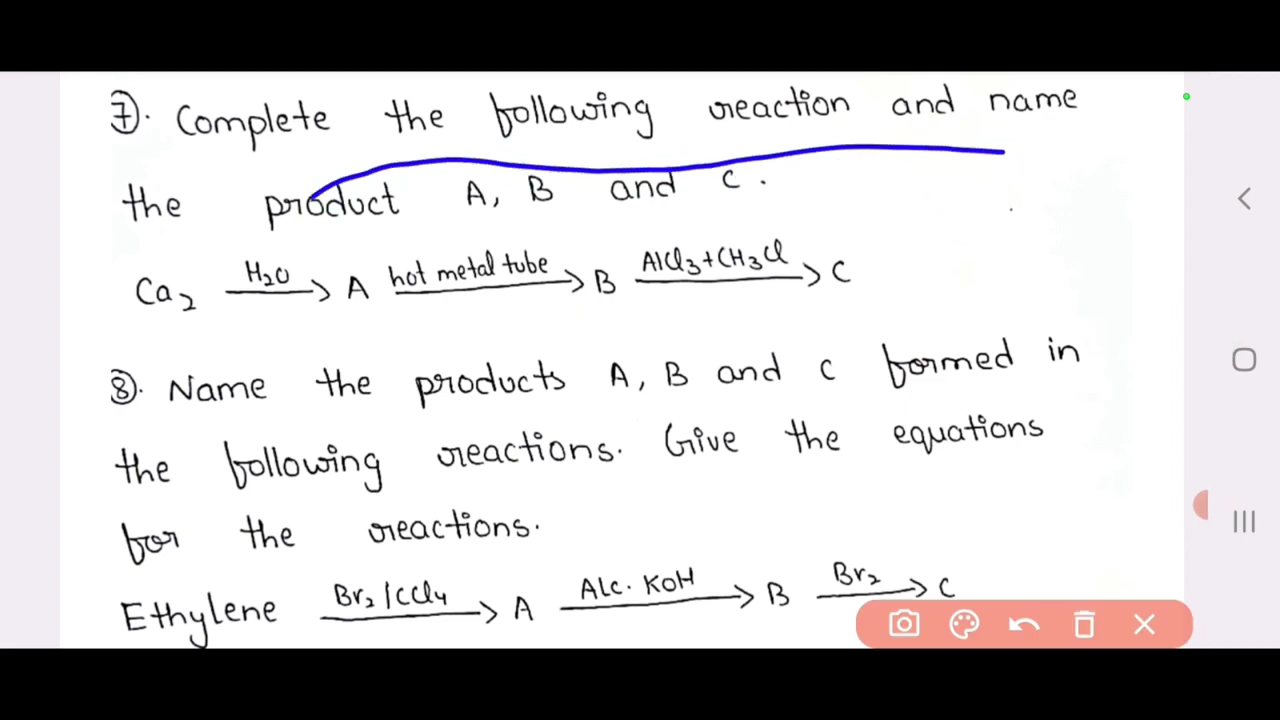 7. Complete the following reaction and name
the product A, B and C.
Ca₂ H₂O → A hot metal tube → B AlCl₃+CH₃Cl → C
8. Name the products A, B and C formed in
the following reactions. Give the equations
for the reactions.
Ethylene Br₂/CCl₄ → A Alc. KOH → B Br₂ → C